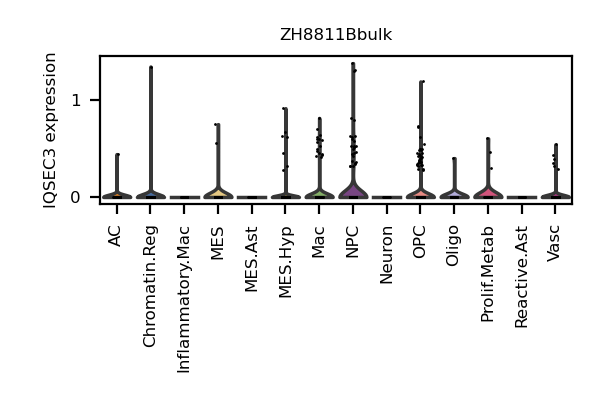 ZH8811Bbulk
IQSEC3 expression
1
0
AC
Chromatin.Reg
Inflammatory.Mac
MES
MES.Ast
MES.Hyp
Mac
NPC
Neuron
OPC
Oligo
Prolif.Metab
Reactive.Ast
Vasc